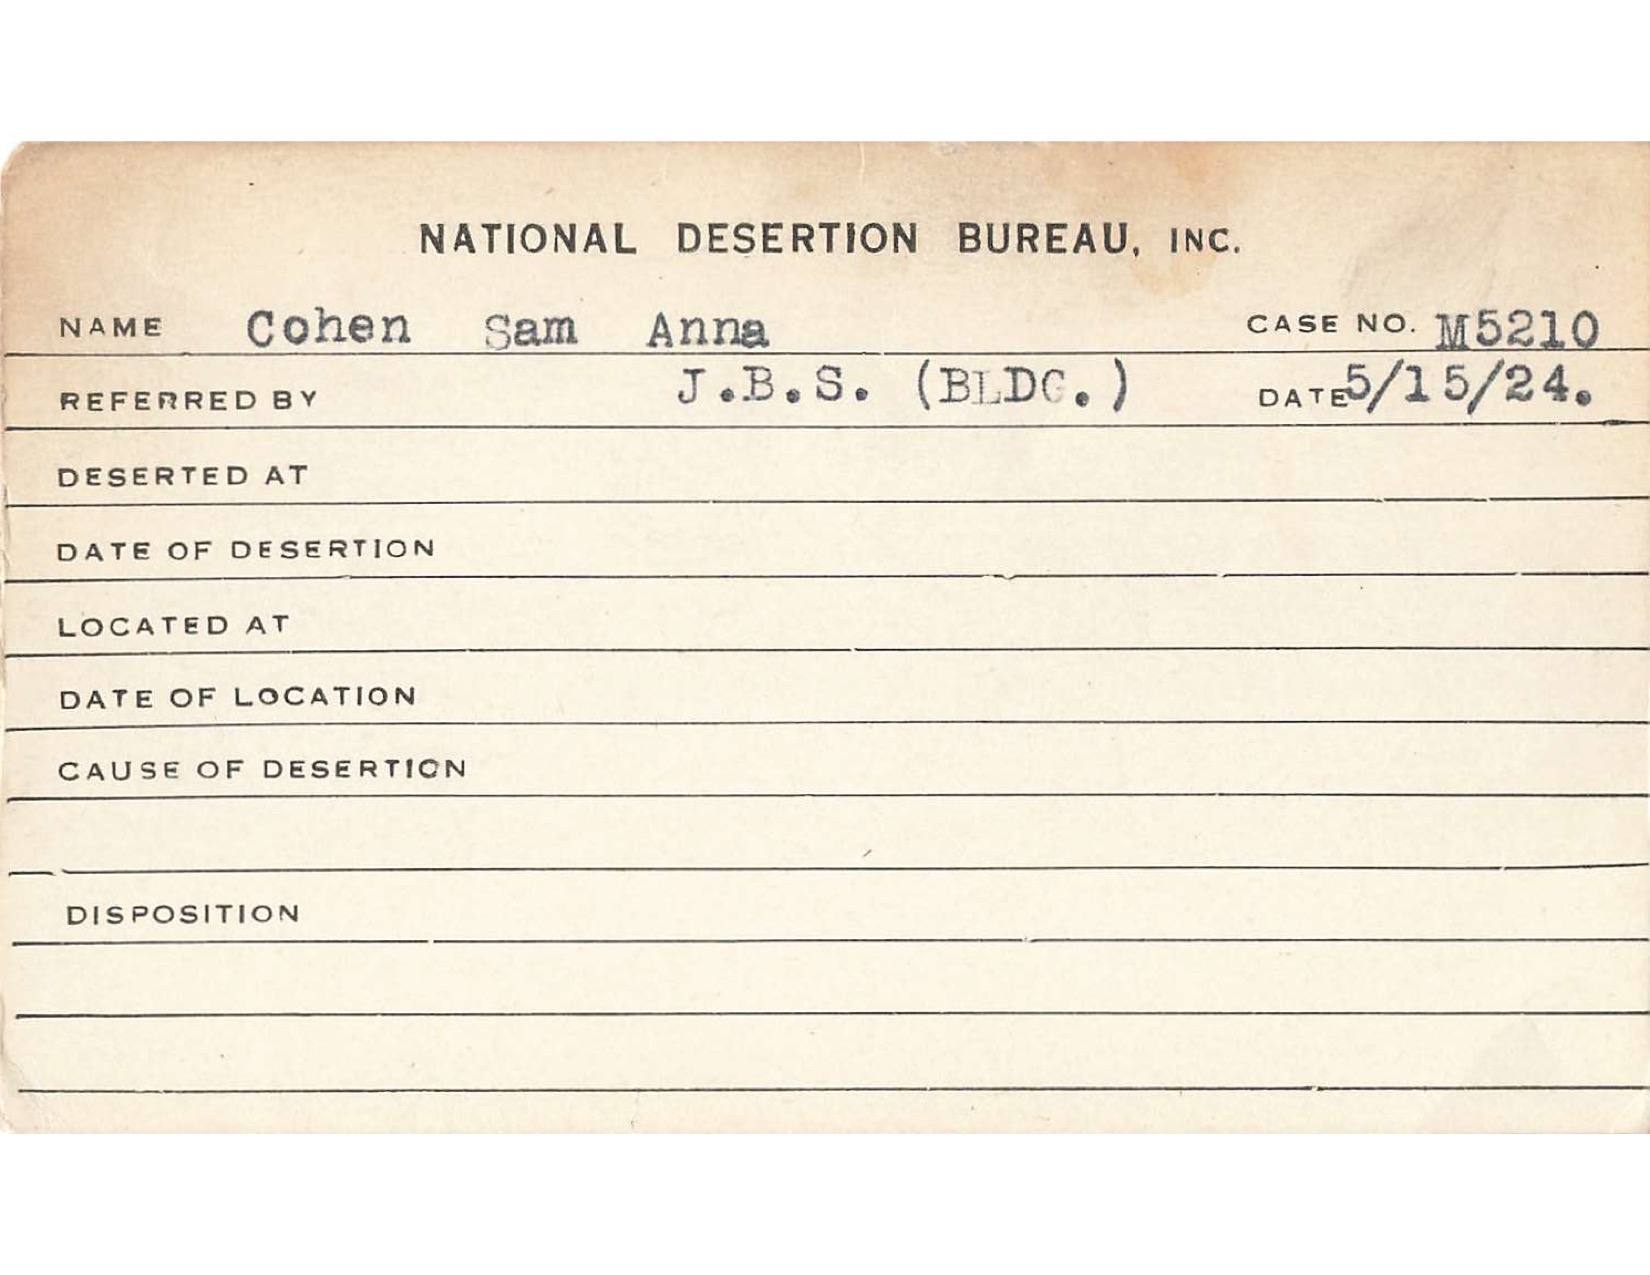 NATIONAL DESERTION BUREAU, INC.
NAME Cohen Sam Anna CASE NO. M5210
REFERRED BY J.B.S. (BLDG.) DATE 5/15/24.
DESERTED AT
DATE OF DESERTION
LOCATED AT
DATE OF LOCATION
CAUSE OF DESERTION
DISPOSITION